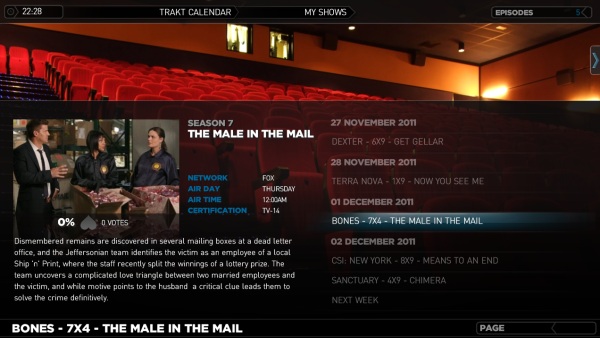 22:28
TRAKT CALENDAR
MY SHOWS
EPISODES
5
SEASON 7
THE MALE IN THE MAIL
NETWORK FOX
AIR DAY THURSDAY
AIR TIME 12:00AM
CERTIFICATION TV-14
0% 0 VOTES
Dismembered remains are discovered in several mailing boxes at a dead letter
office, and the Jeffersonian team identifies the victim as an employee of a local
Ship 'n' Print, where the staff recently split the winnings of a lottery prize. The
team uncovers a complicated love triangle between two married employees and
the victim, and while motive points to the husband a critical clue leads them to
solve the crime definitively.
27 NOVEMBER 2011
DEXTER - 6X9 - GET GELLAR
28 NOVEMBER 2011
TERRA NOVA - 1X9 - NOW YOU SEE ME
01 DECEMBER 2011
BONES - 7X4 - THE MALE IN THE MAIL
02 DECEMBER 2011
CSI: NEW YORK - 8X9 - MEANS TO AN END
SANCTUARY - 4X9 - CHIMERA
NEXT WEEK
BONES - 7X4 - THE MALE IN THE MAIL
PAGE